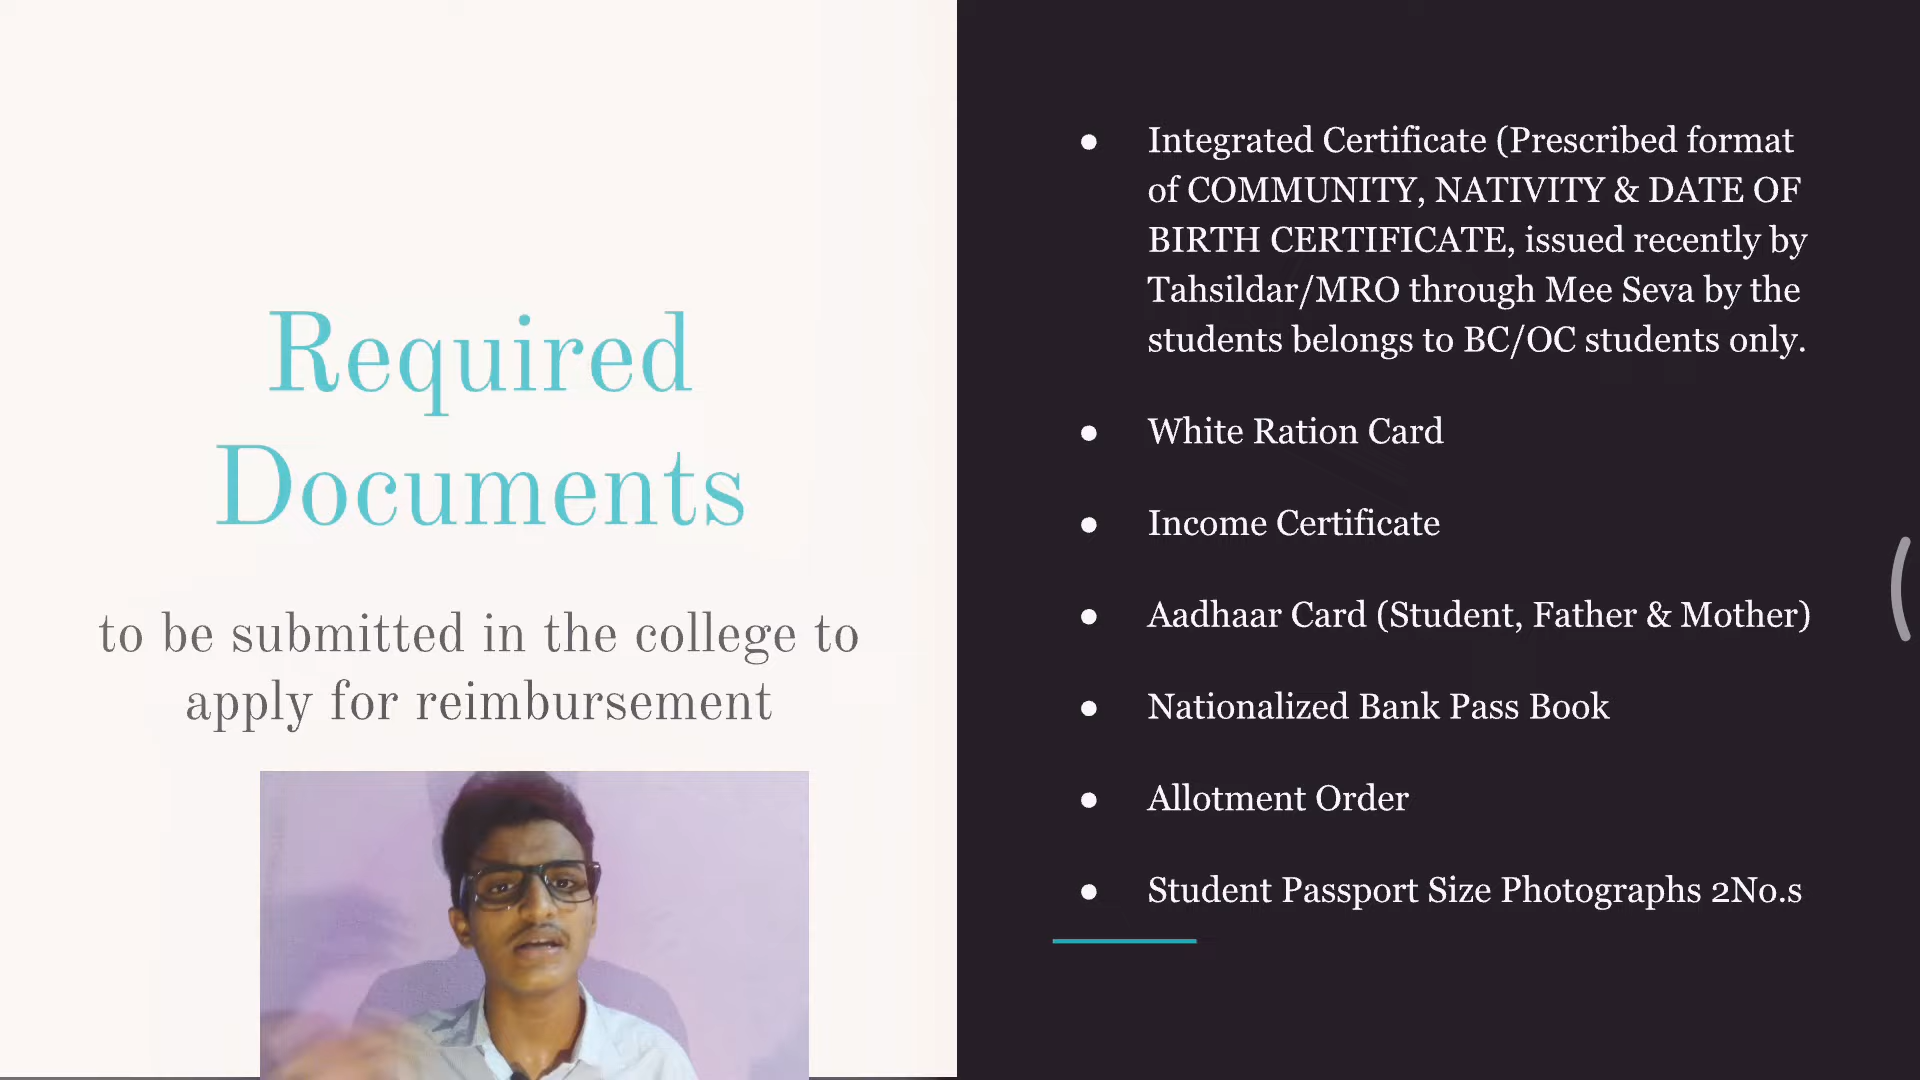 Required
Documents
to be submitted in the college to
apply for reimbursement
● Integrated Certificate (Prescribed format
of COMMUNITY, NATIVITY & DATE OF
BIRTH CERTIFICATE, issued recently by
Tahsildar/MRO through Mee Seva by the
students belongs to BC/OC students only.
● White Ration Card
● Income Certificate
● Aadhaar Card (Student, Father & Mother)
● Nationalized Bank Pass Book
● Allotment Order
● Student Passport Size Photographs 2No.s